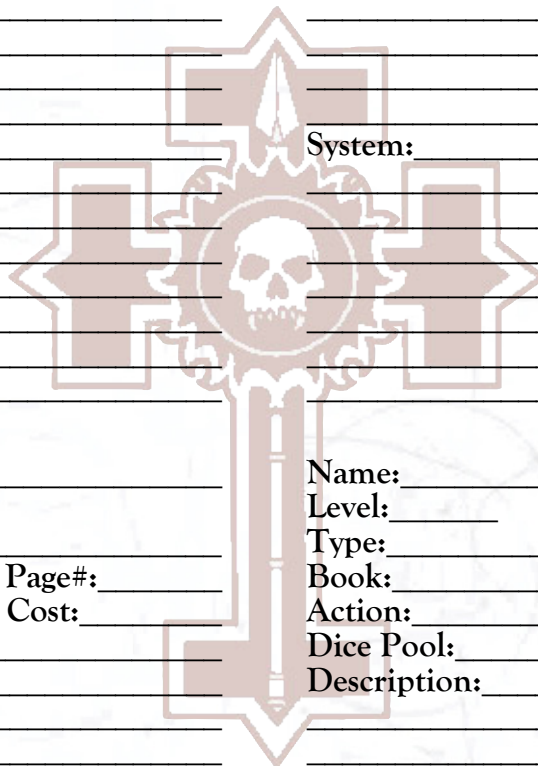 System:
Page#:
Cost:
Name:
Level:
Type:
Book:
Action:
Dice Pool:
Description: